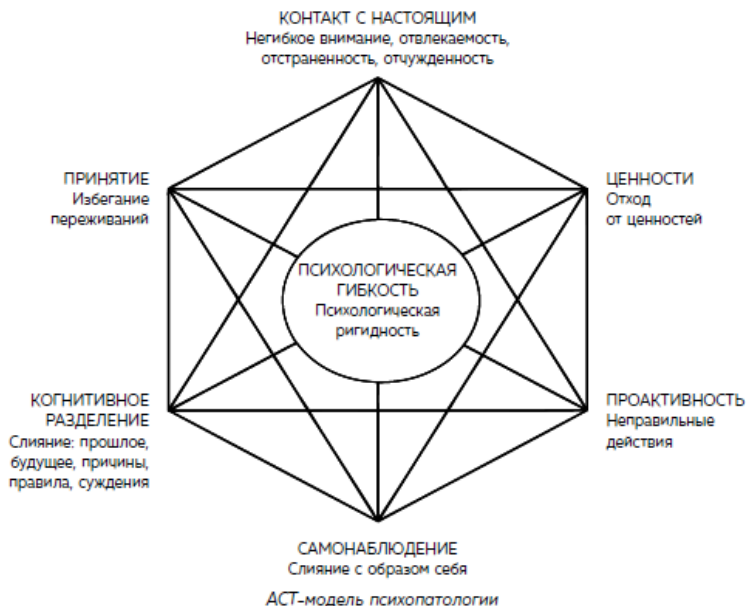 КОНТАКТ С НАСТОЯЩИМ
Негибкое внимание, отвлекаемость,
отстраненность, отчужденность
ПРИНЯТИЕ
Избегание
переживаний
ЦЕННОСТИ
Отход
от ценностей
ПСИХОЛОГИЧЕСКАЯ
ГИБКОСТЬ
Психологическая
ригидность
КОГНИТИВНОЕ
РАЗДЕЛЕНИЕ
Слияние: прошлое,
будущее, причины,
правила, суждения
ПРОАКТИВНОСТЬ
Неправильные
действия
САМОНАБЛЮДЕНИЕ
Слияние с образом себя
ACT-модель психопатологии